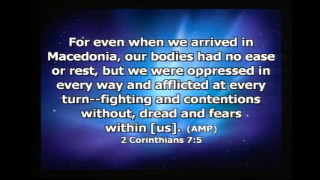 For even when we arrived in
Macedonia, our bodies had no ease
or rest, but we were oppressed in
every way and afflicted at every
turn--fighting and contentions
without, dread and fears
within [us]. (AMP)
2 Corinthians 7:5